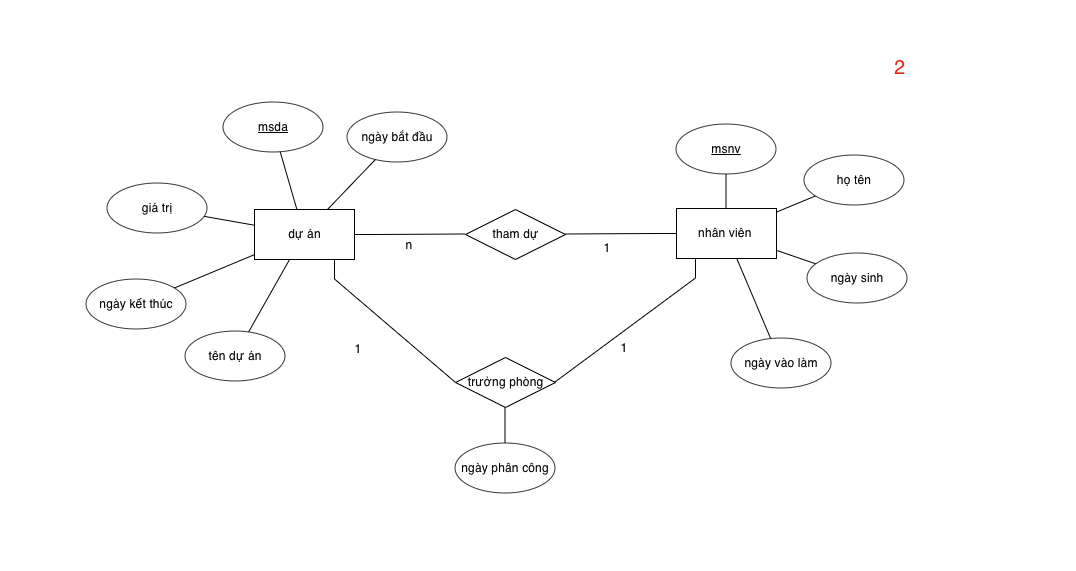 2
msda
ngày bắt đầu
msnv
họ tên
giá trị
dự án
tham dự
nhân viên
n
1
ngày sinh
ngày kết thúc
tên dự án
1
1
ngày vào làm
trưởng phòng
ngày phân công